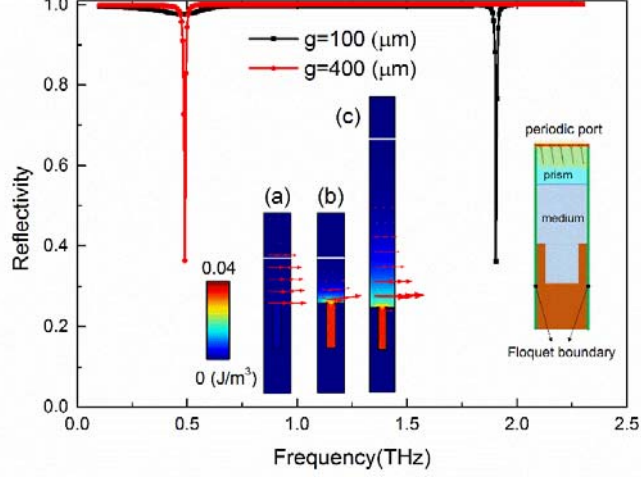 1.0
0.8
0.6
0.4
0.2
0.0
Reflectivity
g=100 (μm)
g=400 (μm)
(c)
(a)
(b)
0.04
0 (J/m³)
periodic port
prism
medium
Floquet boundary
0.0
0.5
1.0
1.5
2.0
2.5
Frequency(THz)